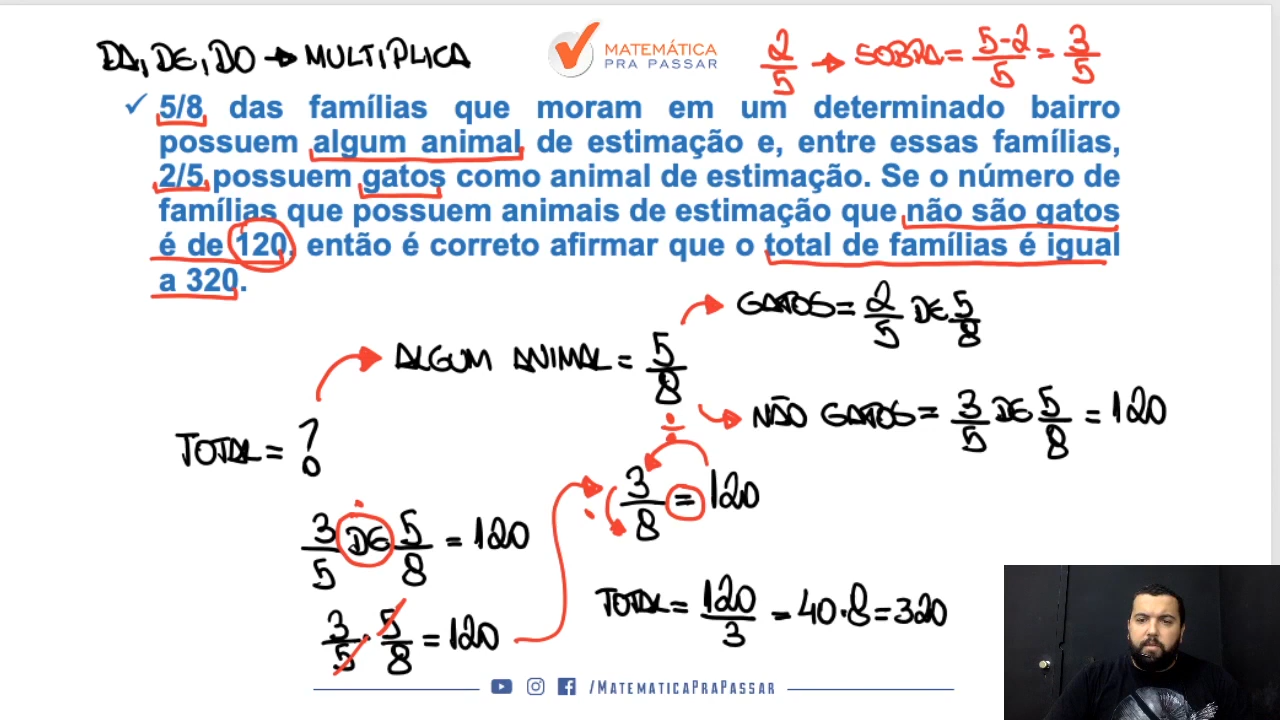 DA, DE, DO → MULTIPLICA
MATEMÁTICA
PRA PASSAR
2/5 → SOBRA = 5-2/5 = 3/5
✓ 5/8 das famílias que moram em um determinado bairro
possuem algum animal de estimação e, entre essas famílias,
2/5 possuem gatos como animal de estimação. Se o número de
famílias que possuem animais de estimação que não são gatos
é de 120, então é correto afirmar que o total de famílias é igual
a 320.
GATOS = 2/5 DE 5/8
ALGUM ANIMAL = 5/8
NÃO GATOS = 3/5 DE 5/8 = 120
TOTAL = ?
÷
3/8 = 120
3/5 DE 5/8 = 120
TOTAL = 120/3 = 40·8 = 320
3/5 · 5/8 = 120
/MATEMATICAPRAPASSAR